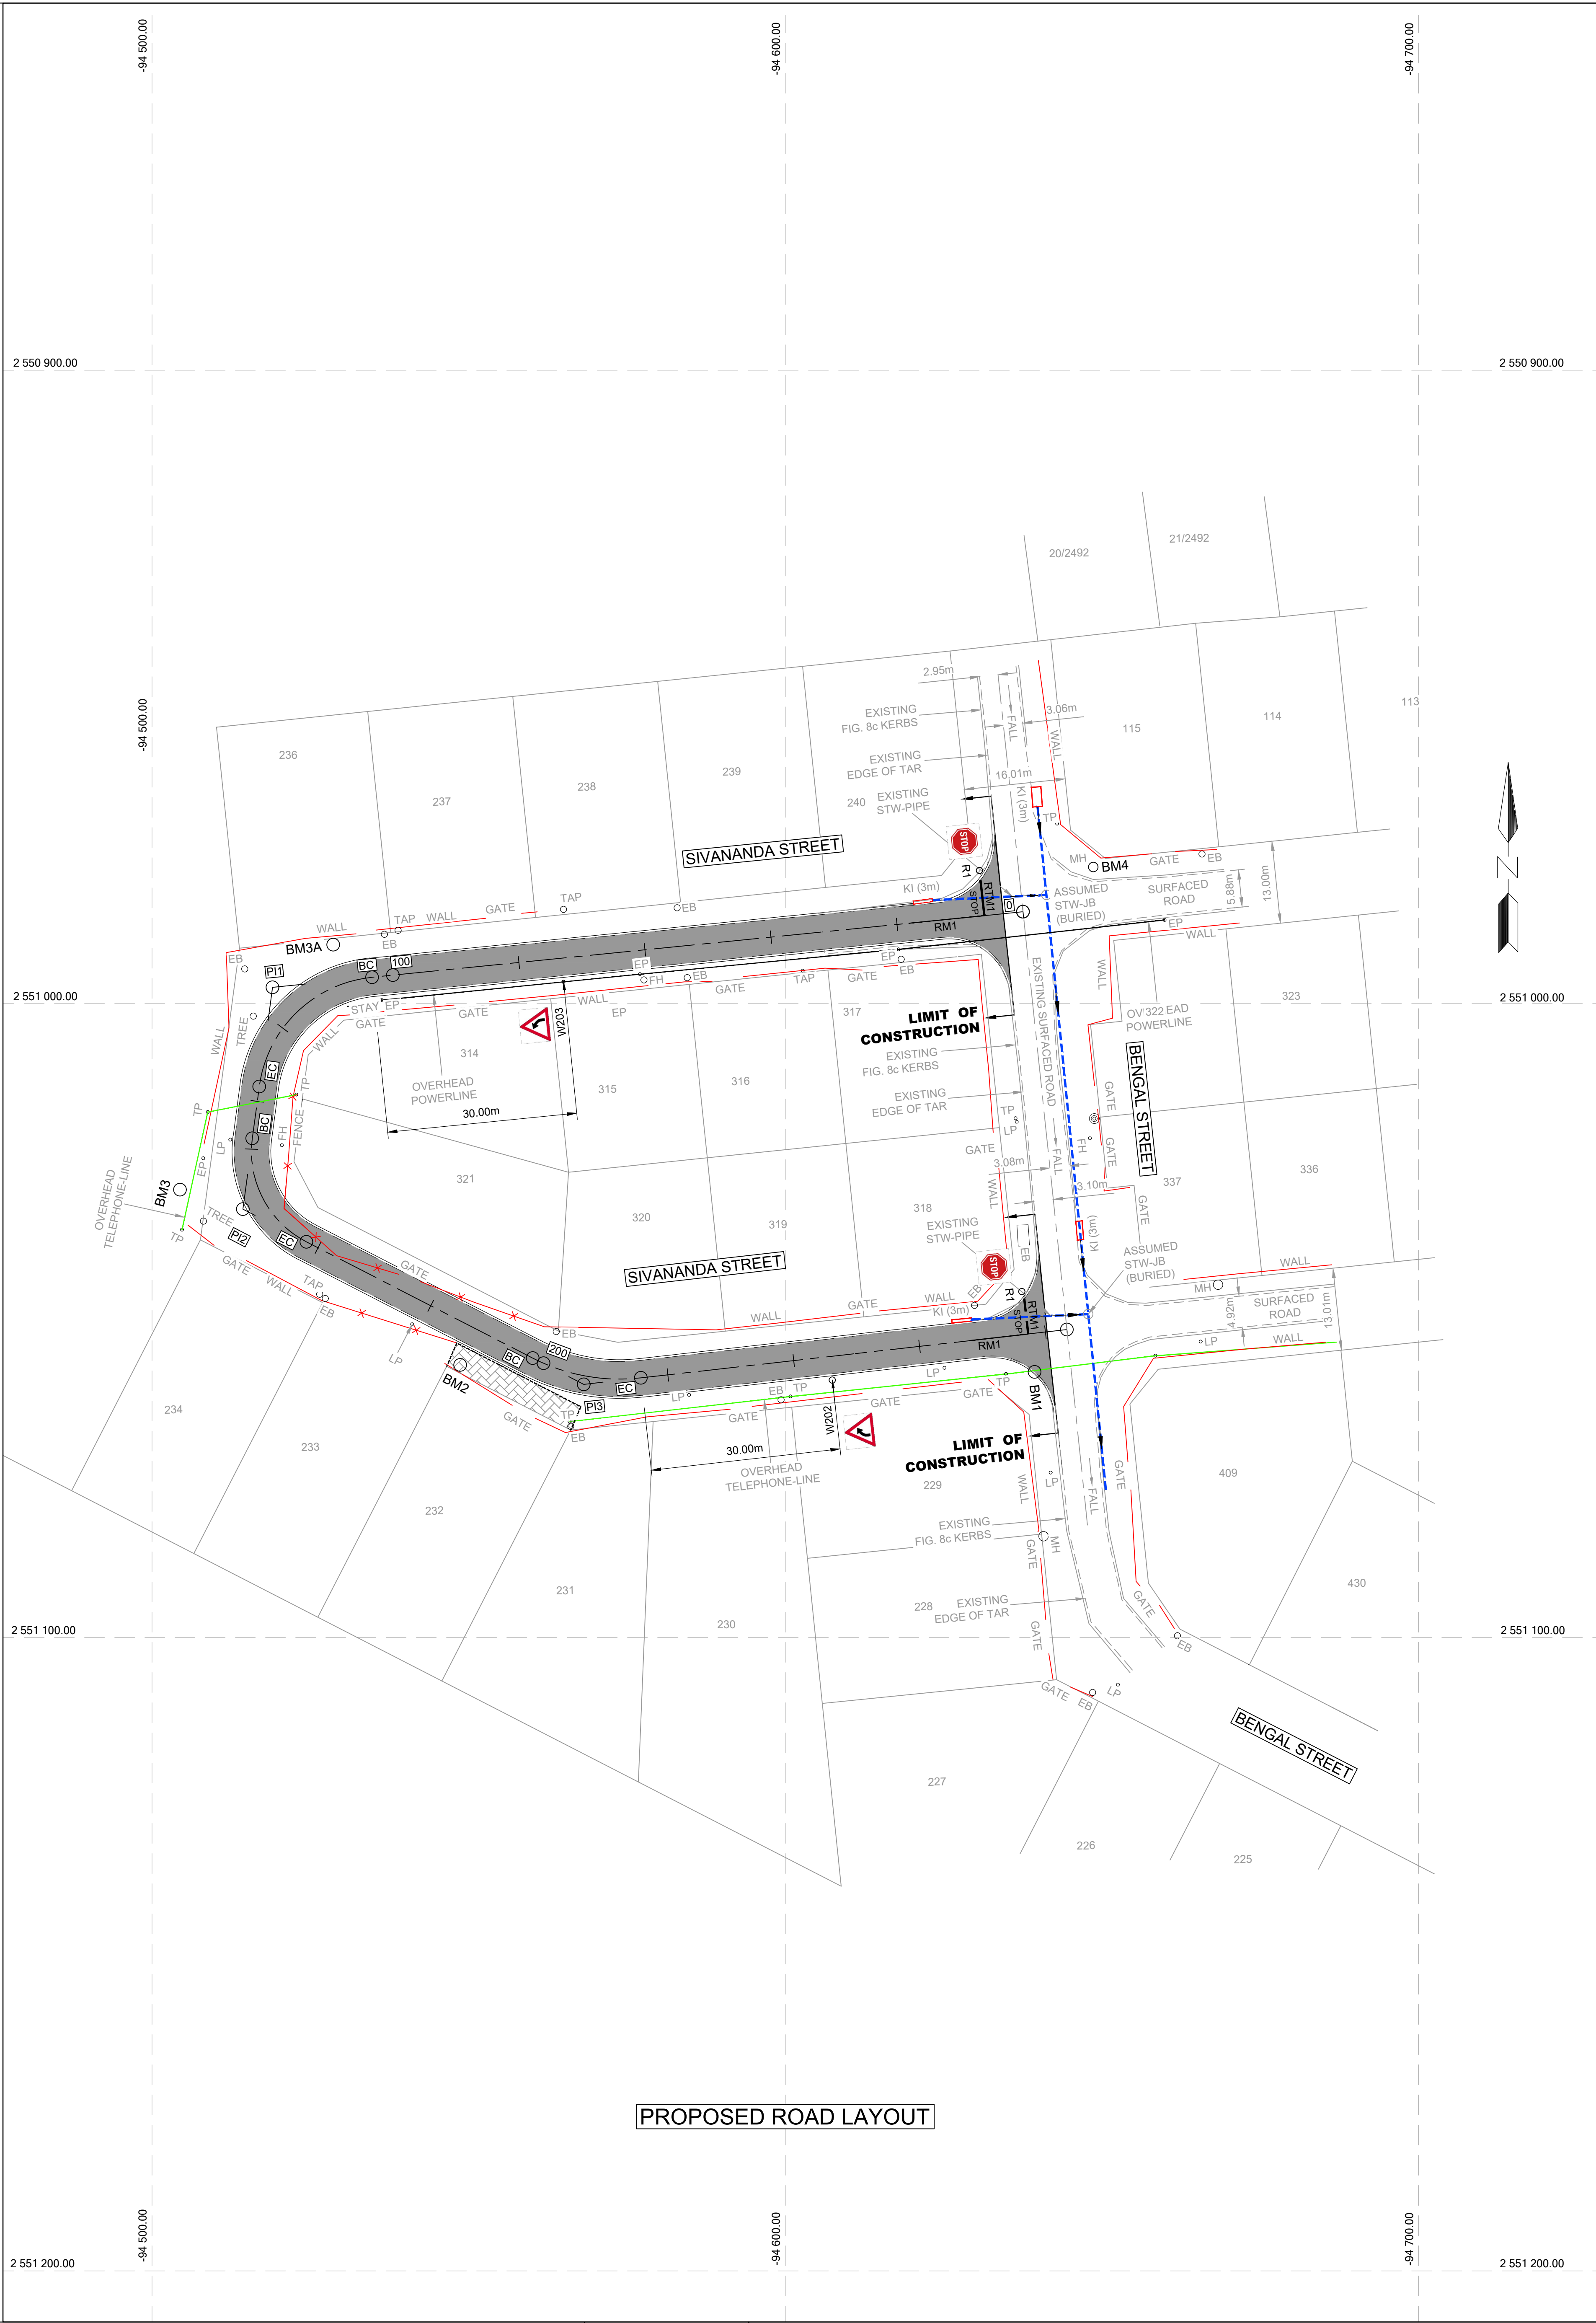 -94 500.00
-94 600.00
-94 700.00
2 550 900.00
2 550 900.00
20/2492
21/2492
-94 500.00
2.95m
EXISTING
FIG. 8c KERBS
FALL
3.06m
WALL
115
114
113
236
237
238
239
EXISTING
EDGE OF TAR
16.01m
240
EXISTING
STW-PIPE
KI (3m)
TP
SIVANANDA STREET
STOP
R1
MH
BM4
GATE
EB
KI (3m)
RTM1
STOP
0
ASSUMED
STW-JB
(BURIED)
SURFACED
ROAD
5.88m
13.00m
WALL
TAP
WALL
GATE
TAP
EB
EB
BM3A
RM1
EP
WALL
EB
PI1
BC
100
EP
EP
EB
FH
EB
GATE
TAP
GATE
WALL
N
2 551 000.00
2 551 000.00
TREE
WALL
STAY
EP
GATE
GATE
WALL
EP
W203
317
LIMIT OF
CONSTRUCTION
EXISTING SURFACED ROAD
323
OV 322 EAD
POWERLINE
WALL
314
315
316
EXISTING
FIG. 8c KERBS
BENGAL STREET
EC
TP
OVERHEAD
POWERLINE
30.00m
EXISTING
EDGE OF TAR
GATE
TP
BC
FH
FENCE
LP
TP
LP
GATE
FH
GATE
EP
321
3.08m
FALL
336
337
3.10m
OVERHEAD
TELEPHONE-LINE
BM3
WALL
GATE
TREE
320
319
318
TP
PI2
EC
EXISTING
STW-PIPE
EB
KI (3m)
ASSUMED
STW-JB
(BURIED)
GATE
WALL
TAP
EB
GATE
SIVANANDA STREET
STOP
R1
EB
MH
WALL
SURFACED
ROAD
4.92m
13.01m
WALL
GATE
WALL
KI (3m)
RTM1
STOP
EB
LP
WALL
LP
200
BC
RM1
BM2
EC
LP
LP
TP
PI3
EB
TP
GATE
TP
BM1
234
GATE
TP
EB
GATE
GATE
W202
233
30.00m
LIMIT OF
CONSTRUCTION
OVERHEAD
TELEPHONE-LINE
229
WALL
LP
GATE
FALL
409
232
EXISTING
FIG. 8c KERBS
MH
GATE
231
228
EXISTING
EDGE OF TAR
430
GATE
230
GATE
EB
GATE
EB
LP
2 551 100.00
2 551 100.00
BENGAL STREET
227
226
225
PROPOSED ROAD LAYOUT
-94 500.00
-94 600.00
-94 700.00
2 551 200.00
2 551 200.00